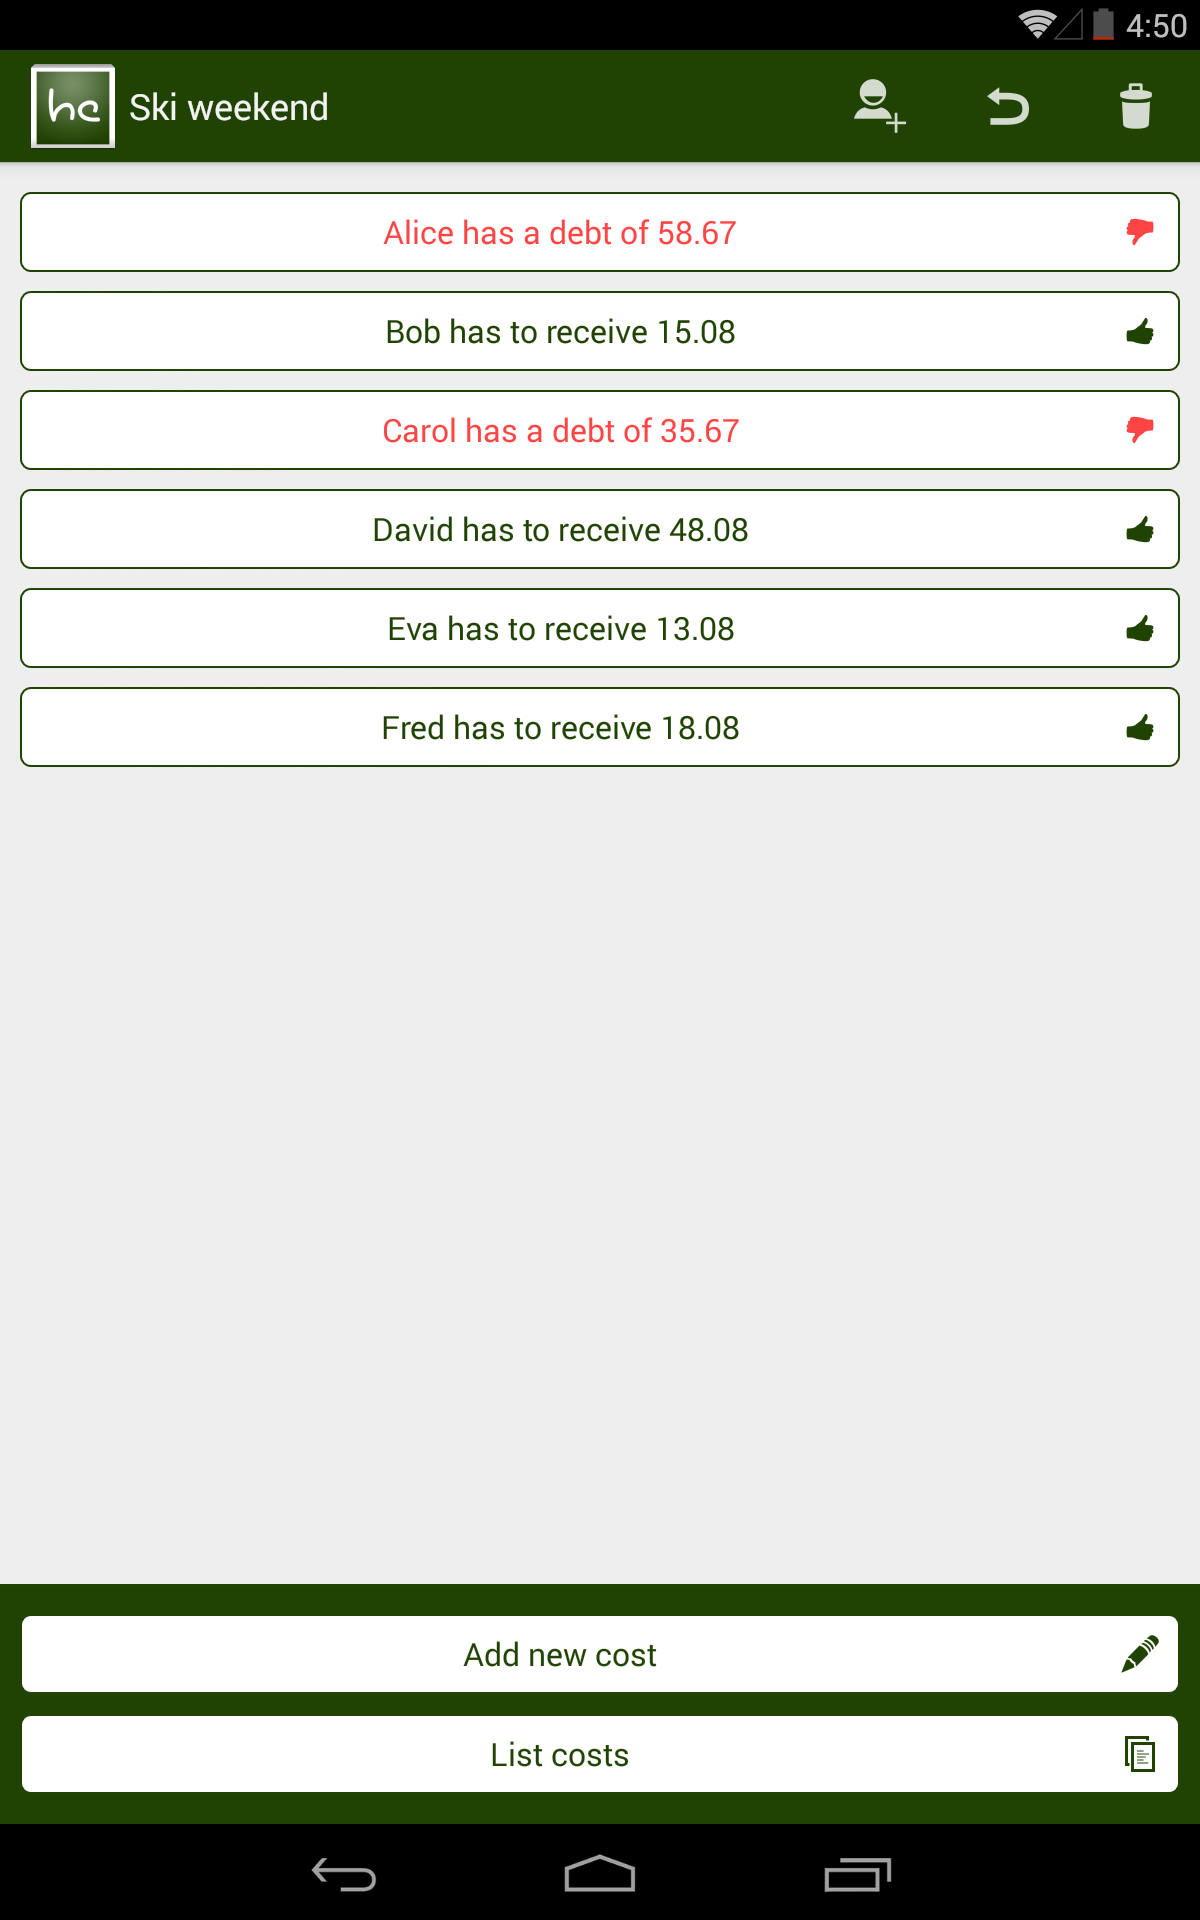 4:50
hc Ski weekend
Alice has a debt of 58.67
Bob has to receive 15.08
Carol has a debt of 35.67
David has to receive 48.08
Eva has to receive 13.08
Fred has to receive 18.08
Add new cost
List costs